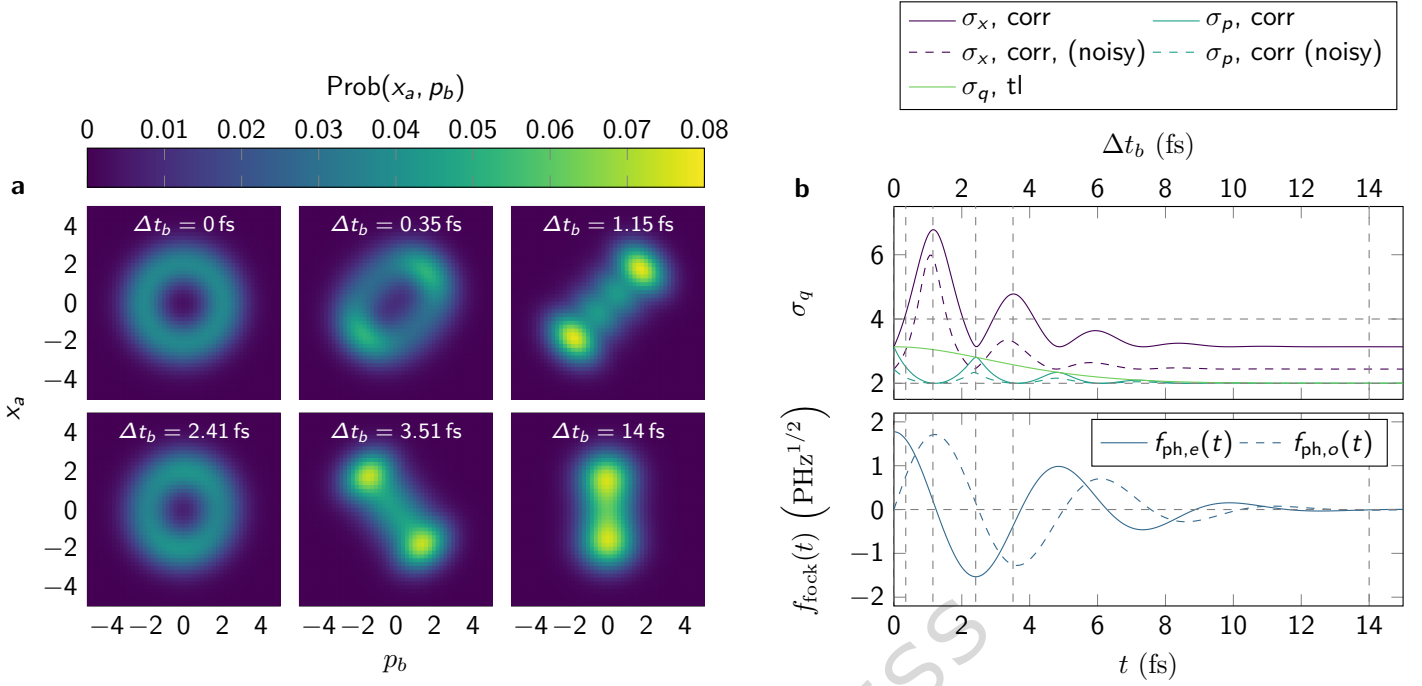 Prob(x_a, p_b)
0 0.01 0.02 0.03 0.04 0.05 0.06 0.07 0.08
a
Δt_b = 0 fs
Δt_b = 0.35 fs
Δt_b = 1.15 fs
4
2
0
−2
−4
Δt_b = 2.41 fs
Δt_b = 3.51 fs
Δt_b = 14 fs
4
2
0
−2
−4
x_a
−4 −2 0 2 4
−4 −2 0 2 4
−4 −2 0 2 4
p_b
σ_x, corr
σ_p, corr
σ_x, corr, (noisy)
σ_p, corr (noisy)
σ_q, tl
Δt_b (fs)
b
0 2 4 6 8 10 12 14
6
4
2
σ_q
f_ph,e(t)
f_ph,o(t)
2
1
0
−1
−2
f_fock(t) (PHz^1/2)
0 2 4 6 8 10 12 14
t (fs)